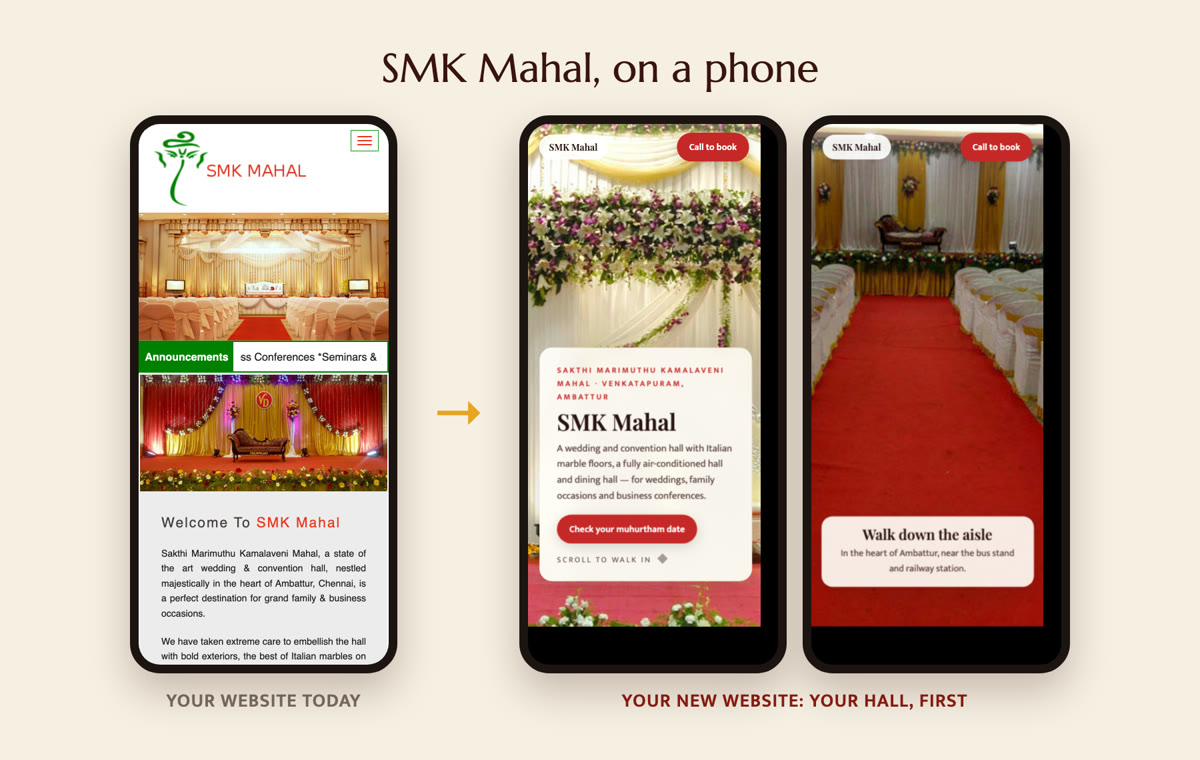 SMK Mahal, on a phone
SMK MAHAL
Announcements
ss Conferences *Seminars &
Welcome To SMK Mahal
Sakthi Marimuthu Kamalaveni Mahal, a state of
the art wedding & convention hall, nestled
majestically in the heart of Ambattur, Chennai, is
a perfect destination for grand family & business
occasions.
We have taken extreme care to embellish the hall
with bold exteriors, the best of Italian marbles on
YOUR WEBSITE TODAY
SMK Mahal
Call to book
SAKTHI MARIMUTHU KAMALAVENI
MAHAL · VENKATAPURAM,
AMBATTUR
SMK Mahal
A wedding and convention hall with Italian
marble floors, a fully air-conditioned hall
and dining hall — for weddings, family
occasions and business conferences.
Check your muhurtham date
SCROLL TO WALK IN
SMK Mahal
Call to book
Walk down the aisle
In the heart of Ambattur, near the bus stand
and railway station.
YOUR NEW WEBSITE: YOUR HALL, FIRST